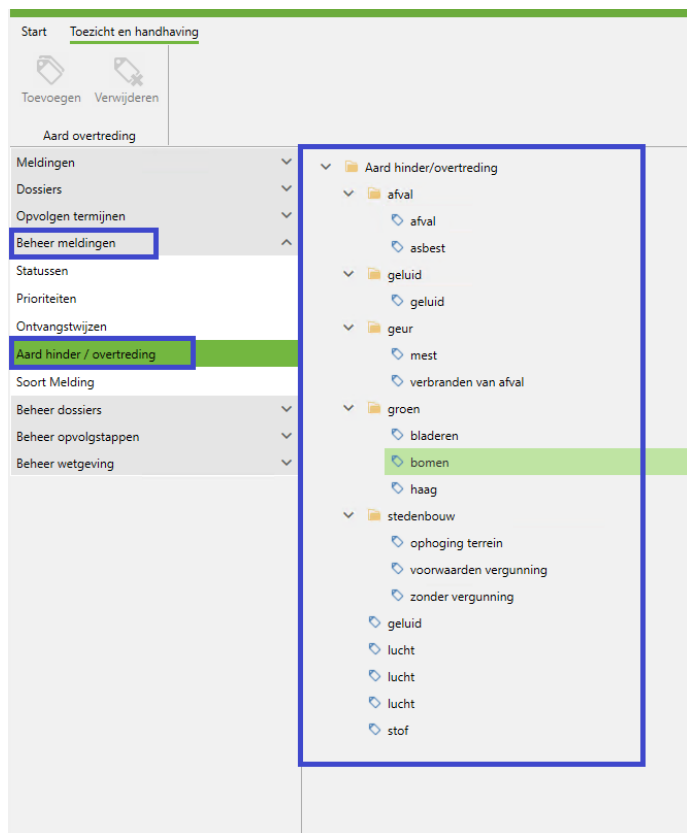 Start Toezicht en handhaving
Toevoegen Verwijderen
Aard overtreding
Meldingen
Dossiers
Opvolgen termijnen
Beheer meldingen
Statussen
Prioriteiten
Ontvangstwijzen
Aard hinder / overtreding
Soort Melding
Beheer dossiers
Beheer opvolgstappen
Beheer wetgeving
Aard hinder/overtreding
afval
afval
asbest
geluid
geluid
geur
mest
verbranden van afval
groen
bladeren
bomen
haag
stedenbouw
ophoging terrein
voorwaarden vergunning
zonder vergunning
geluid
lucht
lucht
lucht
stof